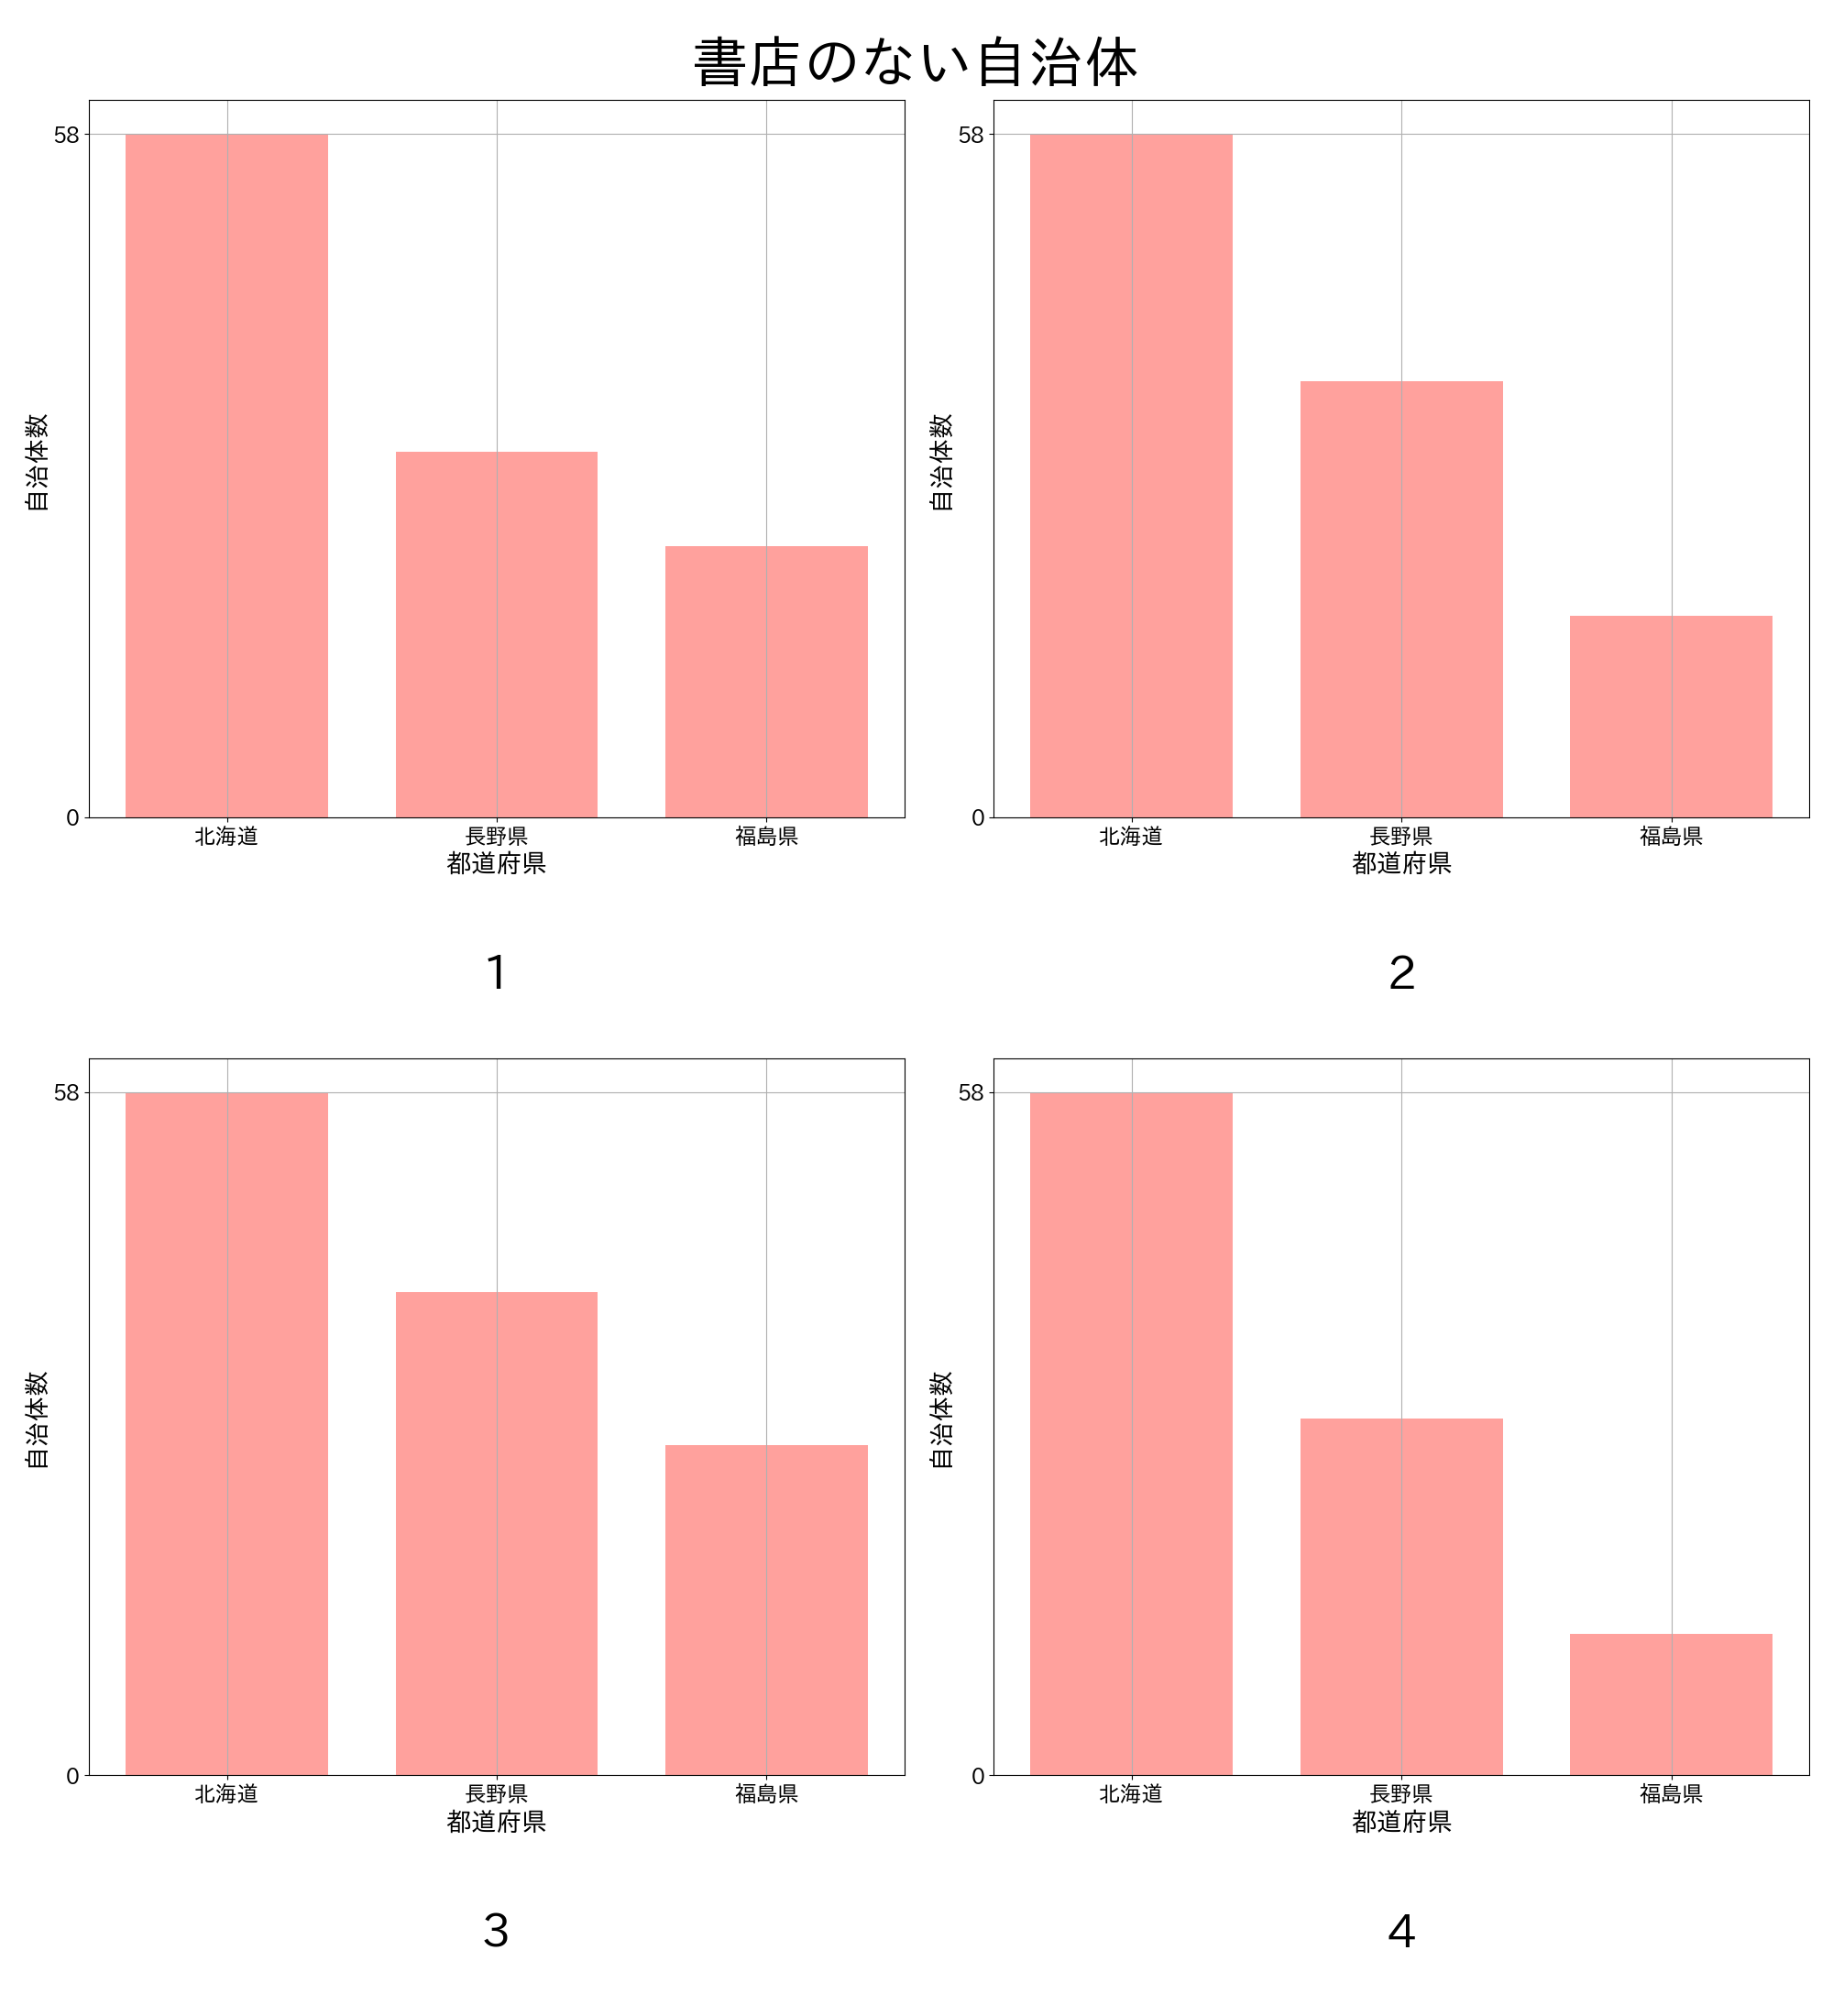 書店のない自治体
58
0
自治体数
北海道 長野県 福島県
都道府県
1
58
0
自治体数
北海道 長野県 福島県
都道府県
2
58
0
自治体数
北海道 長野県 福島県
都道府県
3
58
0
自治体数
北海道 長野県 福島県
都道府県
4